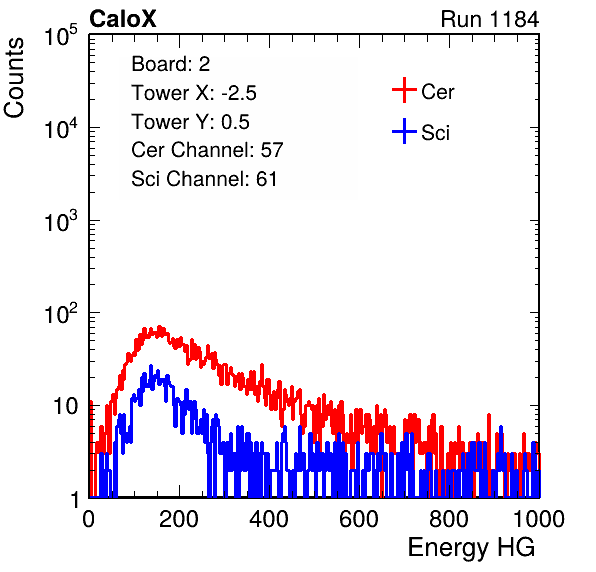 CaloX Run 1184
Counts
10^5
10^4
10^3
10^2
10
1
Board: 2
Tower X: -2.5
Tower Y: 0.5
Cer Channel: 57
Sci Channel: 61
Cer
Sci
0 200 400 600 800 1000
Energy HG